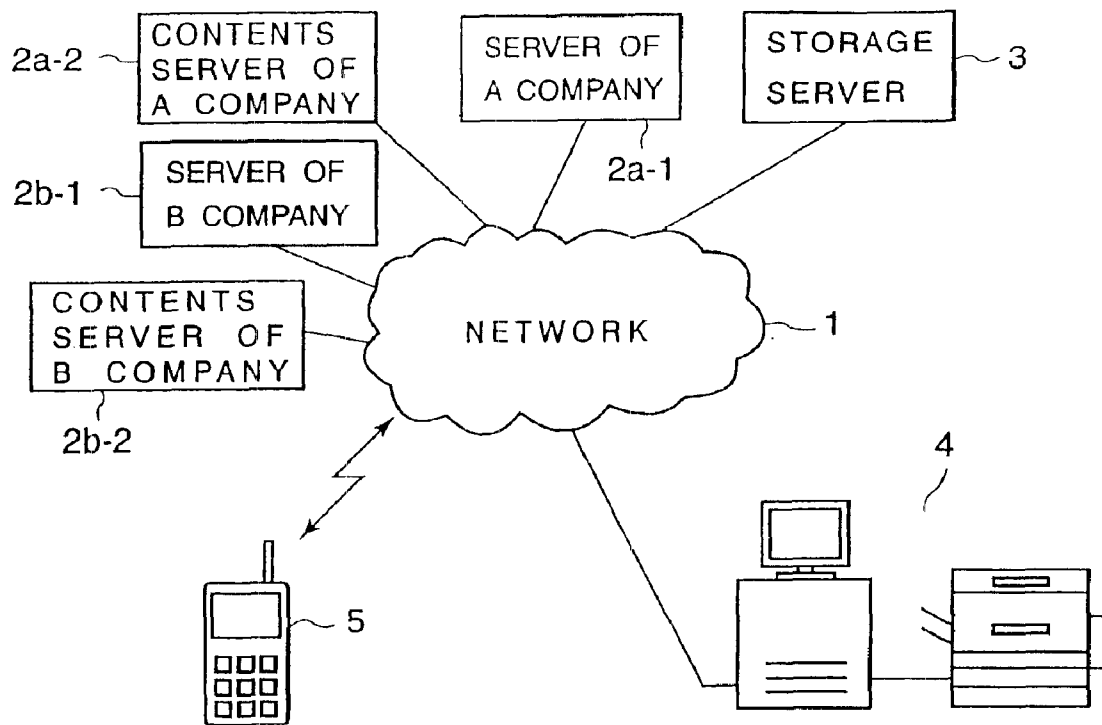 2a-2
CONTENTS
SERVER OF
A COMPANY
SERVER OF
A COMPANY
2a-1
STORAGE
SERVER
3
2b-1
SERVER OF
B COMPANY
CONTENTS
SERVER OF
B COMPANY
2b-2
NETWORK
1
4
5